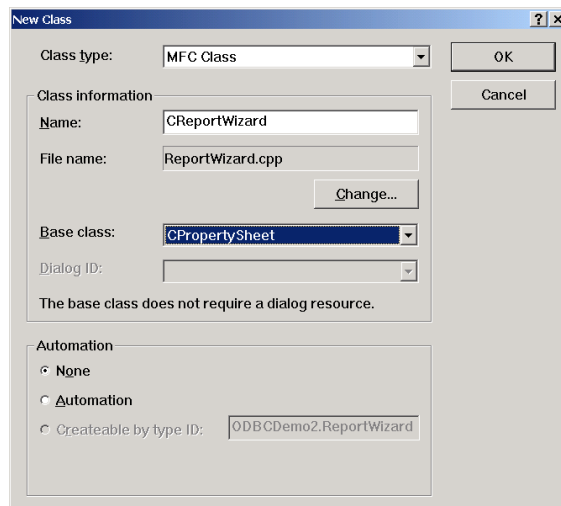 New Class
Class type: MFC Class
OK
Cancel
Class information
Name: CReportWizard
File name: ReportWizard.cpp
Change...
Base class: CPropertySheet
Dialog ID:
The base class does not require a dialog resource.
Automation
None
Automation
Createable by type ID: ODBCDemo2.ReportWizard